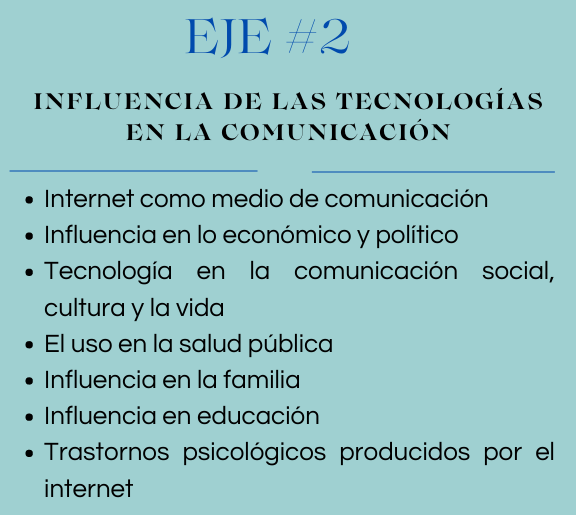 EJE #2
INFLUENCIA DE LAS TECNOLOGÍAS
EN LA COMUNICACIÓN
• Internet como medio de comunicación
• Influencia en lo económico y político
• Tecnología en la comunicación social,
cultura y la vida
• El uso en la salud pública
• Influencia en la familia
• Influencia en educación
• Trastornos psicológicos producidos por el
internet